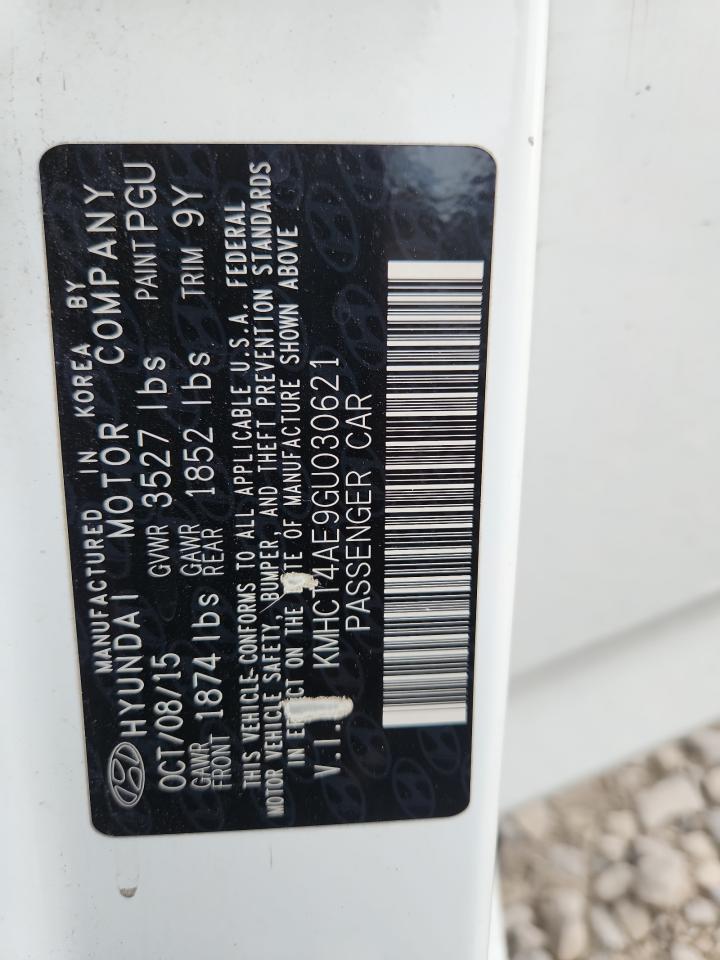 MANUFACTURED IN KOREA BY
HYUNDAI MOTOR COMPANY
OCT/08/15 GVWR 3527 lbs PAINT PGU
GAWR FRONT 1874 lbs GAWR REAR 1852 lbs TRIM 9Y
THIS VEHICLE CONFORMS TO ALL APPLICABLE U.S.A. FEDERAL
MOTOR VEHICLE SAFETY, BUMPER, AND THEFT PREVENTION STANDARDS
IN EFFECT ON THE DATE OF MANUFACTURE SHOWN ABOVE
V.I. KMHCT4AE9GU030621
PASSENGER CAR